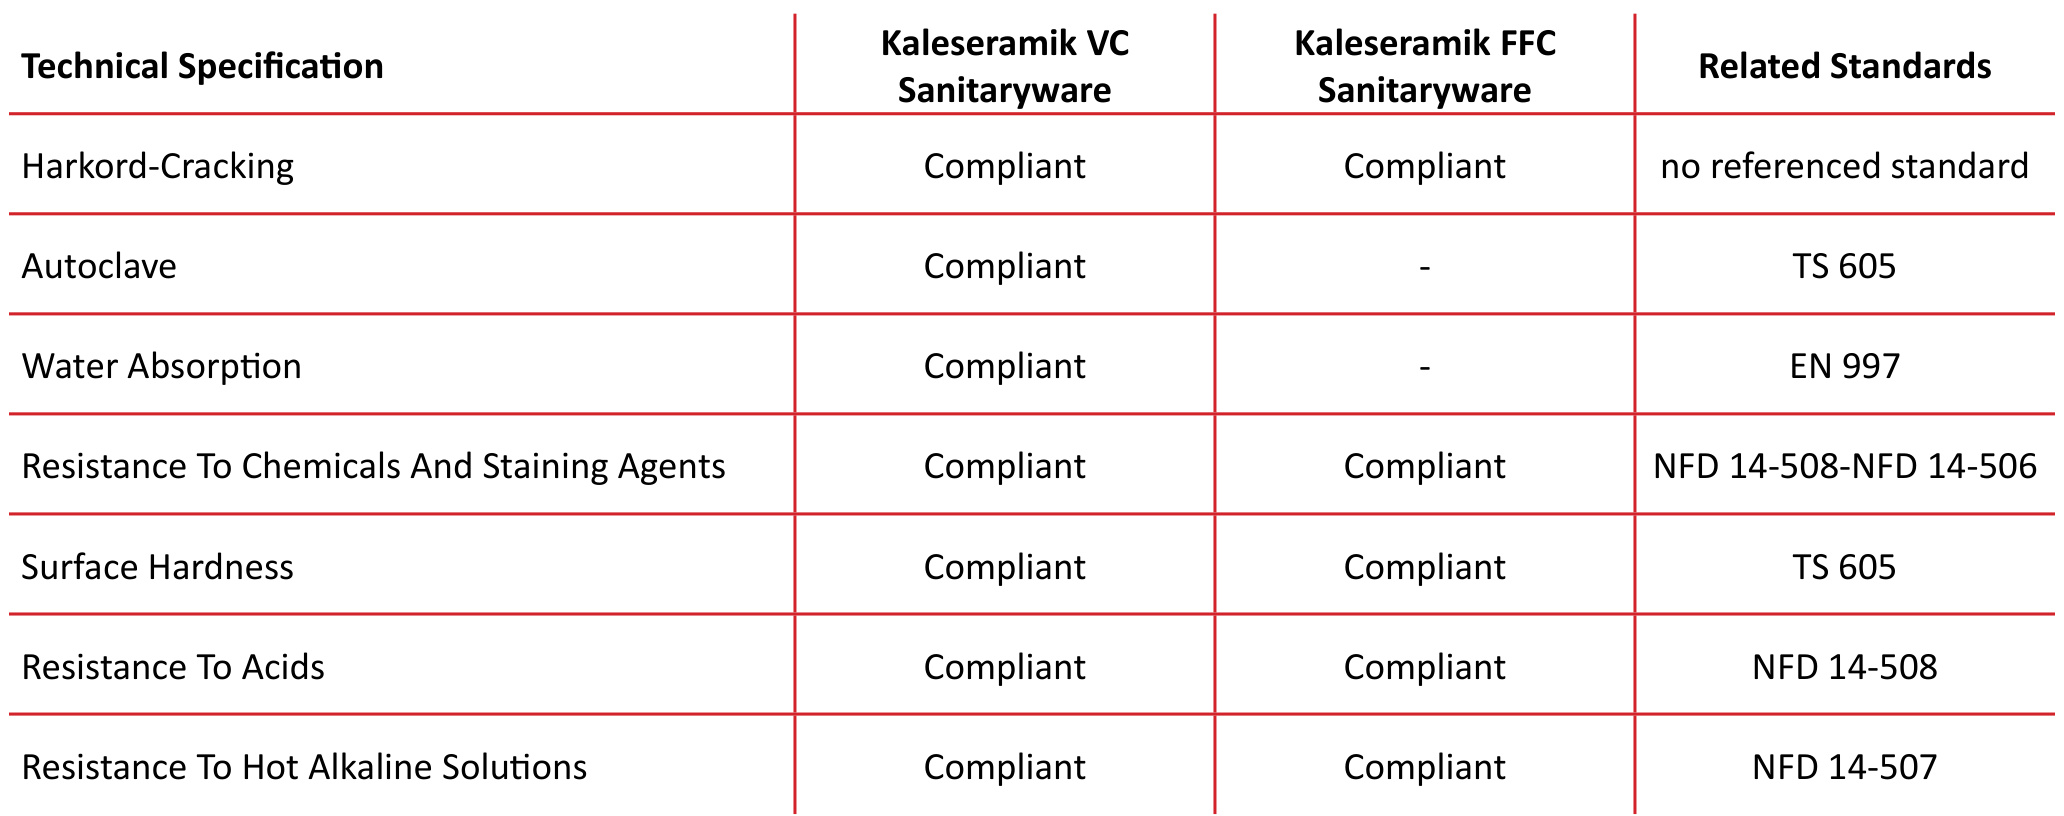 Technical Specification
Kaleseramik VC
Sanitaryware
Kaleseramik FFC
Sanitaryware
Related Standards
Harkord-Cracking Compliant Compliant no referenced standard
Autoclave Compliant - TS 605
Water Absorption Compliant - EN 997
Resistance To Chemicals And Staining Agents Compliant Compliant NFD 14-508-NFD 14-506
Surface Hardness Compliant Compliant TS 605
Resistance To Acids Compliant Compliant NFD 14-508
Resistance To Hot Alkaline Solutions Compliant Compliant NFD 14-507